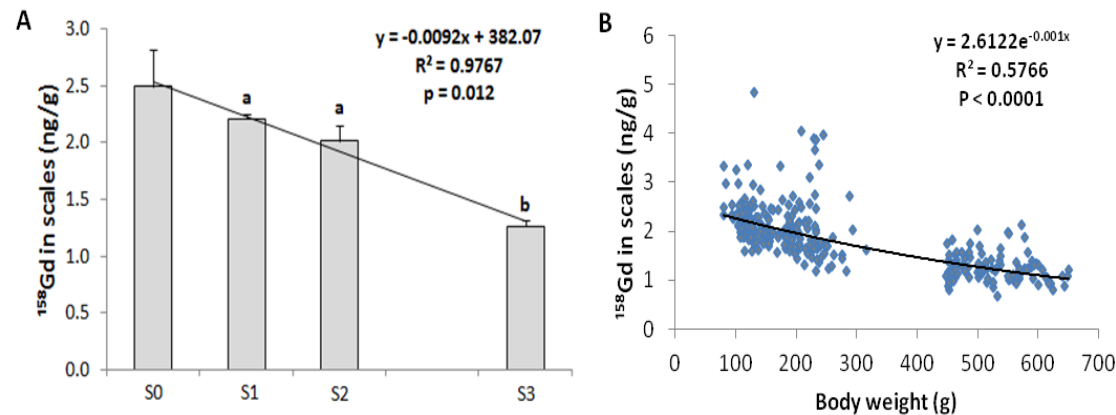 A
y = -0.0092x + 382.07
R² = 0.9767
p = 0.012
¹⁵⁸Gd in scales (ng/g)
3.0
2.5
2.0
1.5
1.0
0.5
0.0
a
a
b
S0 S1 S2 S3
B
y = 2.6122e⁻⁰·⁰⁰¹ˣ
R² = 0.5766
P < 0.0001
¹⁵⁸Gd in scales (ng/g)
6
5
4
3
2
1
0
0 100 200 300 400 500 600 700
Body weight (g)